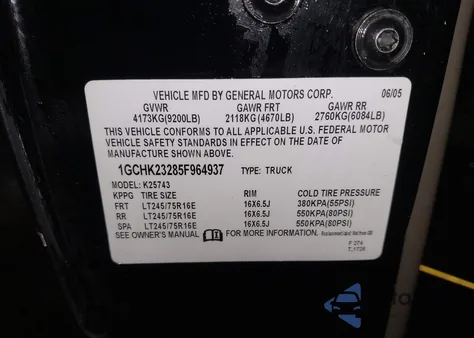 VEHICLE MFD BY GENERAL MOTORS CORP. 06/05
GVWR GAWR FRT GAWR RR
4173KG(9200LB) 2118KG(4670LB) 2760KG(6084LB)
THIS VEHICLE CONFORMS TO ALL APPLICABLE U.S. FEDERAL MOTOR
VEHICLE SAFETY STANDARDS IN EFFECT ON THE DATE OF
MANUFACTURE SHOWN ABOVE.
1GCHK23285F964937 TYPE: TRUCK
MODEL: K25743
KPPG TIRE SIZE RIM COLD TIRE PRESSURE
FRT LT245/75R16E 16X6.5J 380KPA(55PSI)
RR LT245/75R16E 16X6.5J 550KPA(80PSI)
SPA LT245/75R16E 16X6.5J 550KPA(80PSI)
SEE OWNER'S MANUAL FOR MORE INFORMATION.
F 274
T_1726